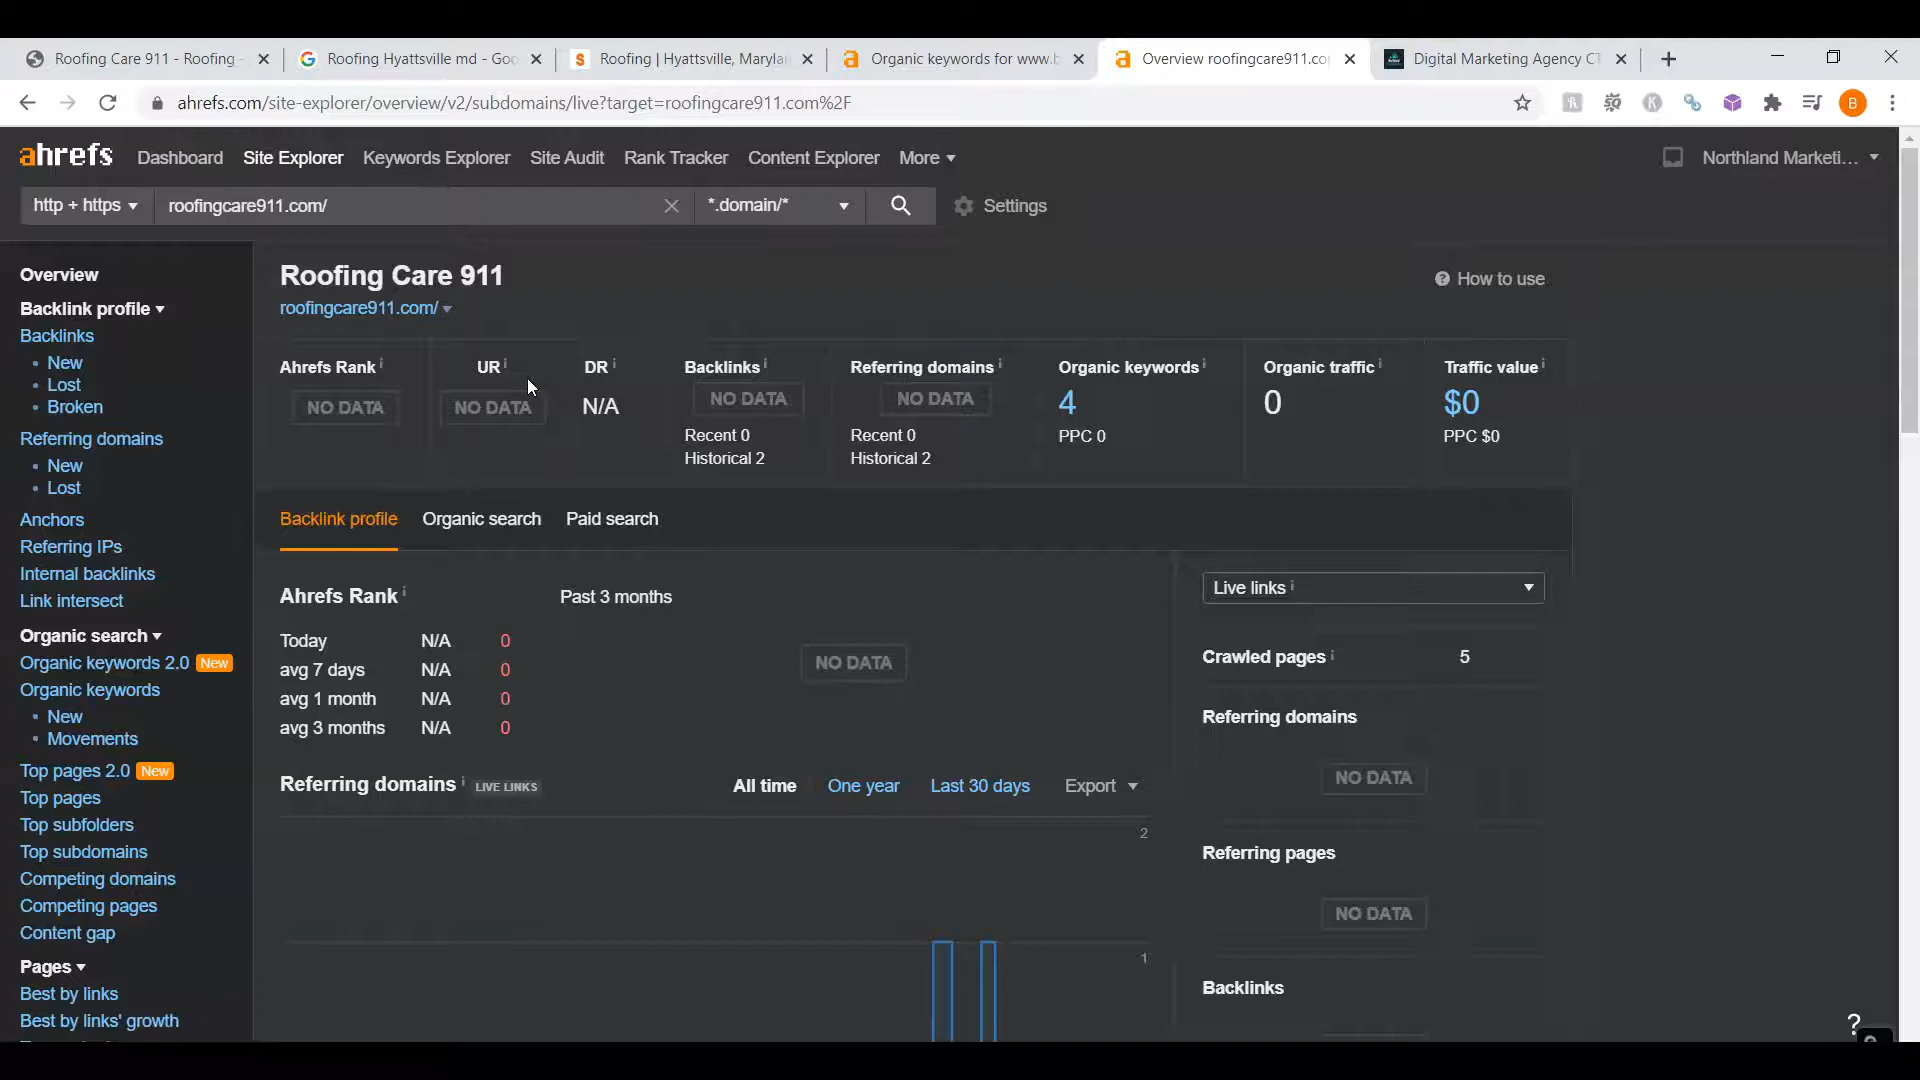 Roofing Care 911 - Roofing -
Roofing Hyattsville md - Goo
Roofing | Hyattsville, Maryla
Organic keywords for www.b
Overview roofingcare911.co
Digital Marketing Agency CT
ahrefs.com/site-explorer/overview/v2/subdomains/live?target=roofingcare911.com%2F
B
ahrefs
Dashboard
Site Explorer
Keywords Explorer
Site Audit
Rank Tracker
Content Explorer
More
Northland Marketi...
http + https
roofingcare911.com/
*.domain/*
Settings
Overview
Backlink profile
Backlinks
New
Lost
Broken
Referring domains
New
Lost
Anchors
Referring IPs
Internal backlinks
Link intersect
Organic search
Organic keywords 2.0 New
Organic keywords
New
Movements
Top pages 2.0 New
Top pages
Top subfolders
Top subdomains
Competing domains
Competing pages
Content gap
Pages
Best by links
Best by links' growth
Roofing Care 911
roofingcare911.com/
How to use
Ahrefs Rank
NO DATA
UR
NO DATA
DR
N/A
Backlinks
NO DATA
Recent 0
Historical 2
Referring domains
NO DATA
Recent 0
Historical 2
Organic keywords
4
PPC 0
Organic traffic
0
Traffic value
$0
PPC $0
Backlink profile
Organic search
Paid search
Ahrefs Rank
Past 3 months
Today N/A 0
avg 7 days N/A 0
avg 1 month N/A 0
avg 3 months N/A 0
NO DATA
Referring domains LIVE LINKS
All time
One year
Last 30 days
Export
2
1
Live links
Crawled pages 5
Referring domains
NO DATA
Referring pages
NO DATA
Backlinks
?